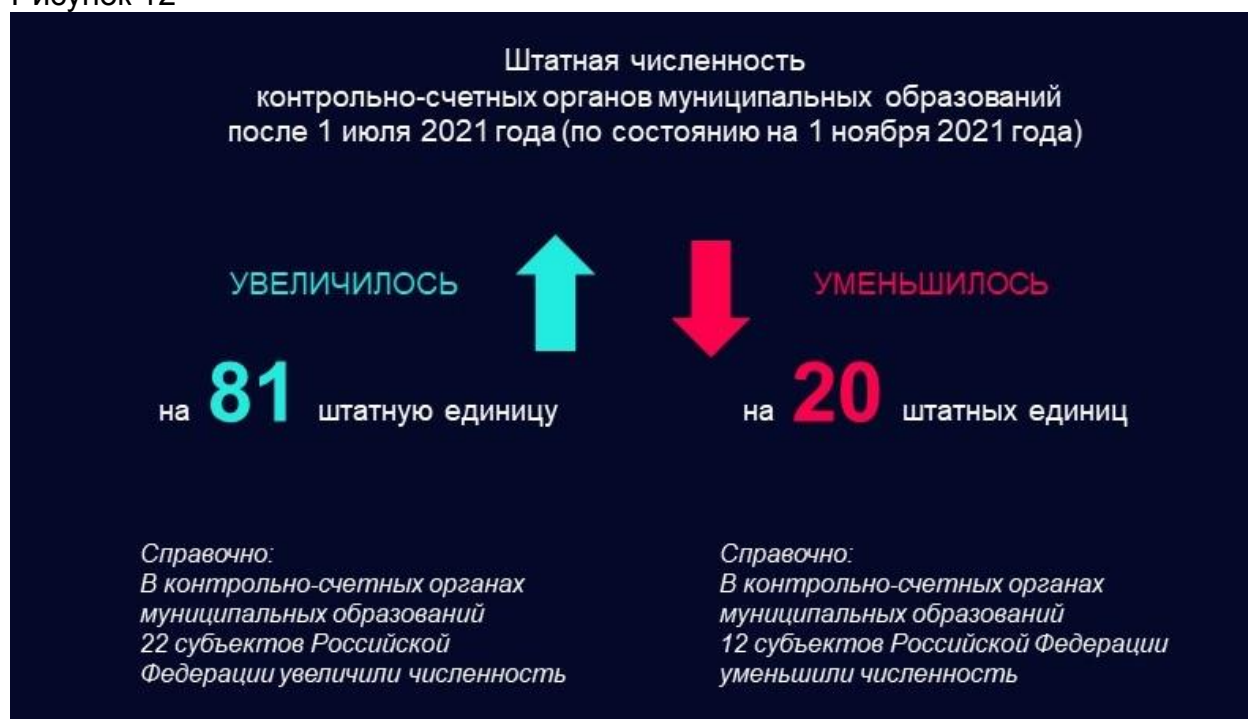 Рисунок 12
Штатная численность
контрольно-счетных органов муниципальных образований
после 1 июля 2021 года (по состоянию на 1 ноября 2021 года)
УВЕЛИЧИЛОСЬ
УМЕНЬШИЛОСЬ
на 81 штатную единицу
на 20 штатных единиц
Справочно:
В контрольно-счетных органах
муниципальных образований
22 субъектов Российской
Федерации увеличили численность
Справочно:
В контрольно-счетных органах
муниципальных образований
12 субъектов Российской Федерации
уменьшили численность